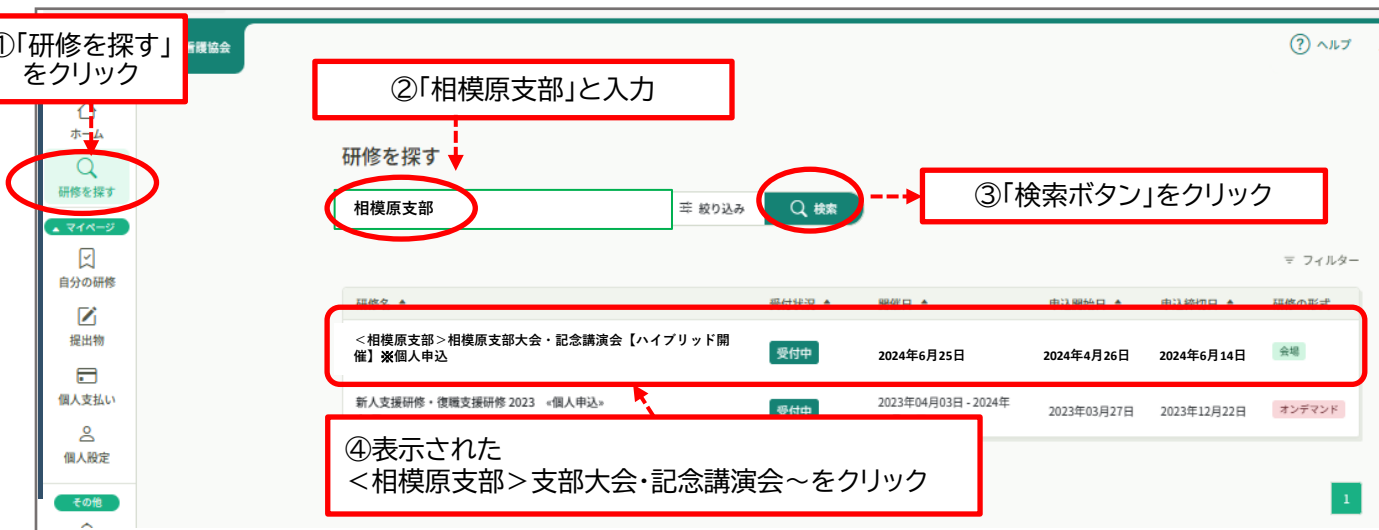 ①「研修を探す」
をクリック
看護協会
ヘルプ
②「相模原支部」と入力
ホーム
研修を探す
研修を探す
相模原支部
絞り込み
検索
③「検索ボタン」をクリック
マイページ
自分の研修
フィルター
研修名
受付状況
開催日
申込開始日
申込締切日
研修の形式
提出物
＜相模原支部＞相模原支部大会・記念講演会【ハイブリッド開
催】※個人申込
受付中
2024年6月25日
2024年4月26日
2024年6月14日
会場
個人支払い
新人支援研修・復職支援研修 2023 «個人申込»
受付中
2023年04月03日 - 2024年
2023年03月27日
2023年12月22日
オンデマンド
個人設定
④表示された
＜相模原支部＞支部大会・記念講演会～をクリック
その他
1